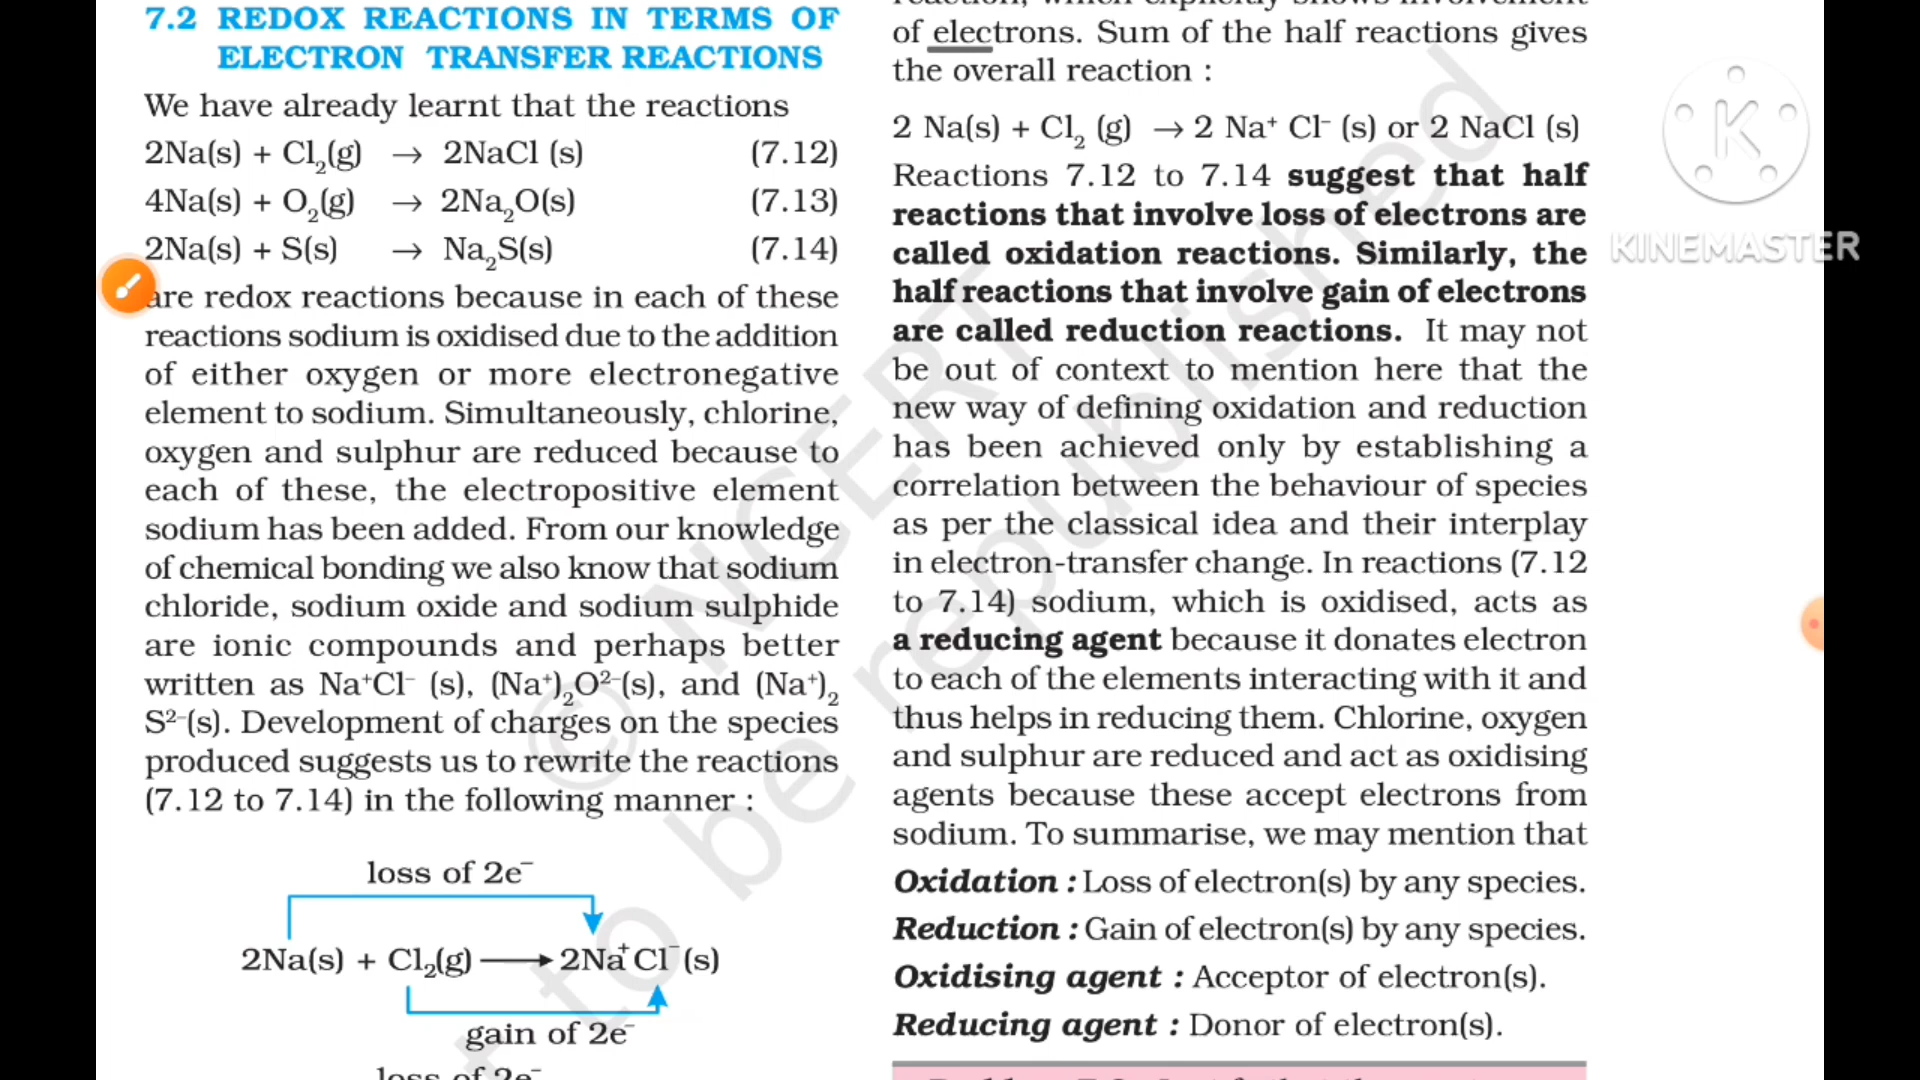 7.2 REDOX REACTIONS IN TERMS OF
ELECTRON TRANSFER REACTIONS
We have already learnt that the reactions
2Na(s) + Cl₂(g) → 2NaCl (s) (7.12)
4Na(s) + O₂(g) → 2Na₂O(s) (7.13)
2Na(s) + S(s) → Na₂S(s) (7.14)
are redox reactions because in each of these
reactions sodium is oxidised due to the addition
of either oxygen or more electronegative
element to sodium. Simultaneously, chlorine,
oxygen and sulphur are reduced because to
each of these, the electropositive element
sodium has been added. From our knowledge
of chemical bonding we also know that sodium
chloride, sodium oxide and sodium sulphide
are ionic compounds and perhaps better
written as Na⁺Cl⁻ (s), (Na⁺)₂O²⁻(s), and (Na⁺)₂
S²⁻(s). Development of charges on the species
produced suggests us to rewrite the reactions
(7.12 to 7.14) in the following manner :
loss of 2e⁻
2Na(s) + Cl₂(g) → 2Na⁺Cl⁻ (s)
gain of 2e⁻
loss of 2e⁻
reaction, which explicitly shows involvement
of electrons. Sum of the half reactions gives
the overall reaction :
2 Na(s) + Cl₂ (g) → 2 Na⁺ Cl⁻ (s) or 2 NaCl (s)
Reactions 7.12 to 7.14 suggest that half
reactions that involve loss of electrons are
called oxidation reactions. Similarly, the
half reactions that involve gain of electrons
are called reduction reactions. It may not
be out of context to mention here that the
new way of defining oxidation and reduction
has been achieved only by establishing a
correlation between the behaviour of species
as per the classical idea and their interplay
in electron-transfer change. In reactions (7.12
to 7.14) sodium, which is oxidised, acts as
a reducing agent because it donates electron
to each of the elements interacting with it and
thus helps in reducing them. Chlorine, oxygen
and sulphur are reduced and act as oxidising
agents because these accept electrons from
sodium. To summarise, we may mention that
Oxidation : Loss of electron(s) by any species.
Reduction : Gain of electron(s) by any species.
Oxidising agent : Acceptor of electron(s).
Reducing agent : Donor of electron(s).
© NCERT
to be republished
K
KINEMASTER